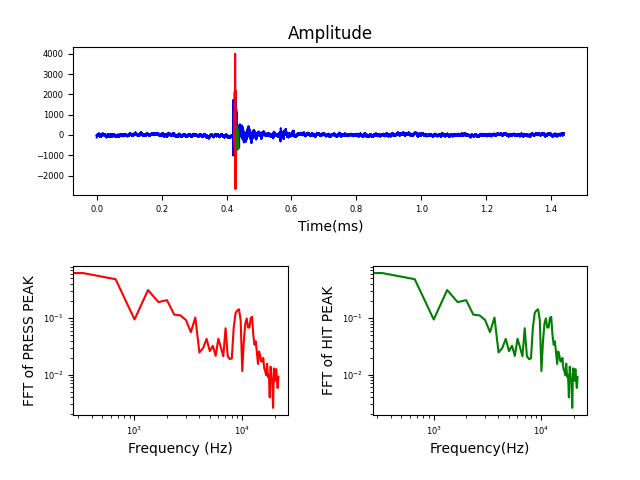 Amplitude
4000
3000
2000
1000
0
−1000
−2000
0.0 0.2 0.4 0.6 0.8 1.0 1.2 1.4
Time(ms)
FFT of PRESS PEAK
10⁻¹
10⁻²
10³ 10⁴
Frequency (Hz)
FFT of HIT PEAK
10⁻¹
10⁻²
10³ 10⁴
Frequency(Hz)